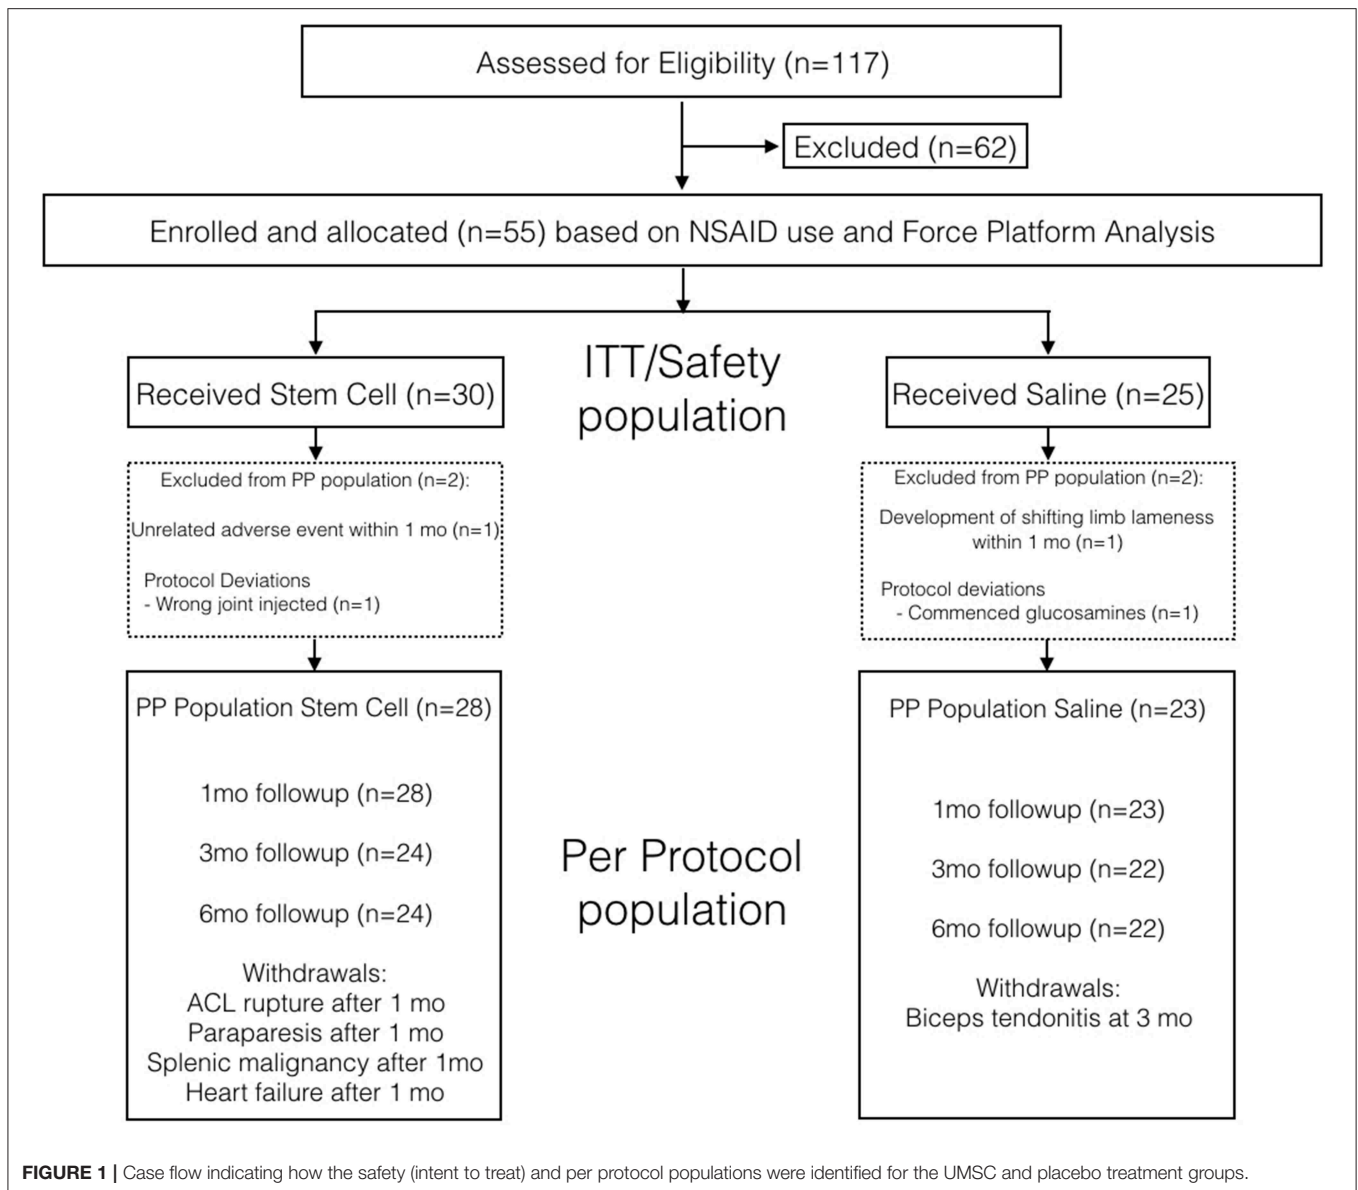 Assessed for Eligibility (n=117)
Excluded (n=62)
Enrolled and allocated (n=55) based on NSAID use and Force Platform Analysis
ITT/Safety
population
Received Stem Cell (n=30)
Received Saline (n=25)
Excluded from PP population (n=2):
Unrelated adverse event within 1 mo (n=1)
Protocol Deviations
- Wrong joint injected (n=1)
Excluded from PP population (n=2):
Development of shifting limb lameness
within 1 mo (n=1)
Protocol deviations
- Commenced glucosamines (n=1)
PP Population Stem Cell (n=28)
1mo followup (n=28)
3mo followup (n=24)
6mo followup (n=24)
Withdrawals:
ACL rupture after 1 mo
Paraparesis after 1 mo
Splenic malignancy after 1mo
Heart failure after 1 mo
Per Protocol
population
PP Population Saline (n=23)
1mo followup (n=23)
3mo followup (n=22)
6mo followup (n=22)
Withdrawals:
Biceps tendonitis at 3 mo
FIGURE 1 | Case flow indicating how the safety (intent to treat) and per protocol populations were identified for the UMSC and placebo treatment groups.